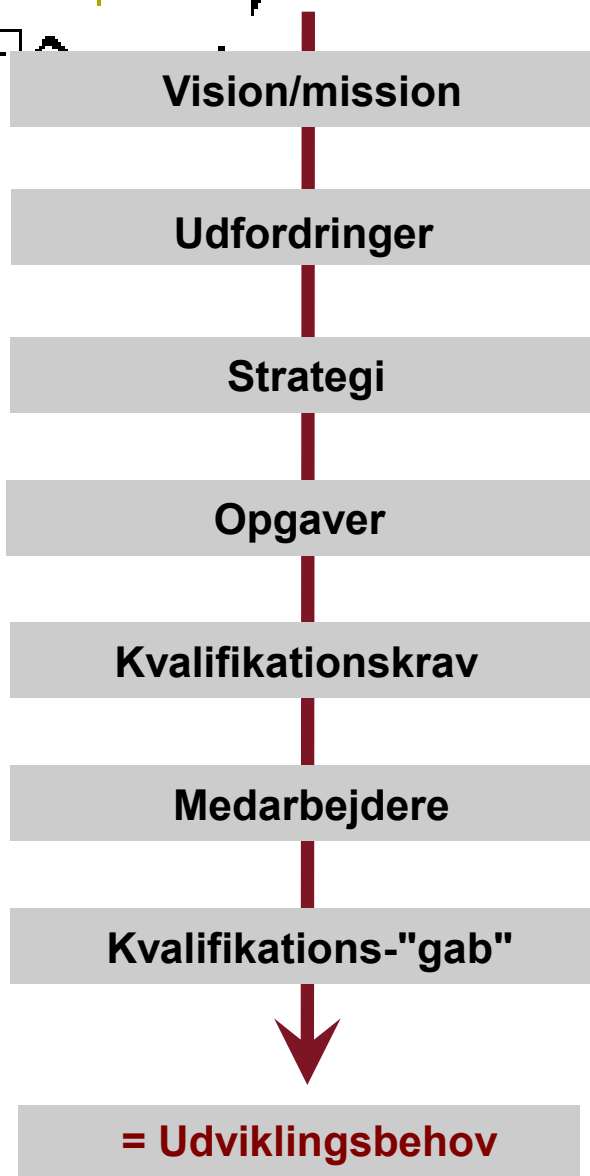 Vision/mission
Udfordringer
Strategi
Opgaver
Kvalifikationskrav
Medarbejdere
Kvalifikations-"gab"
= Udviklingsbehov